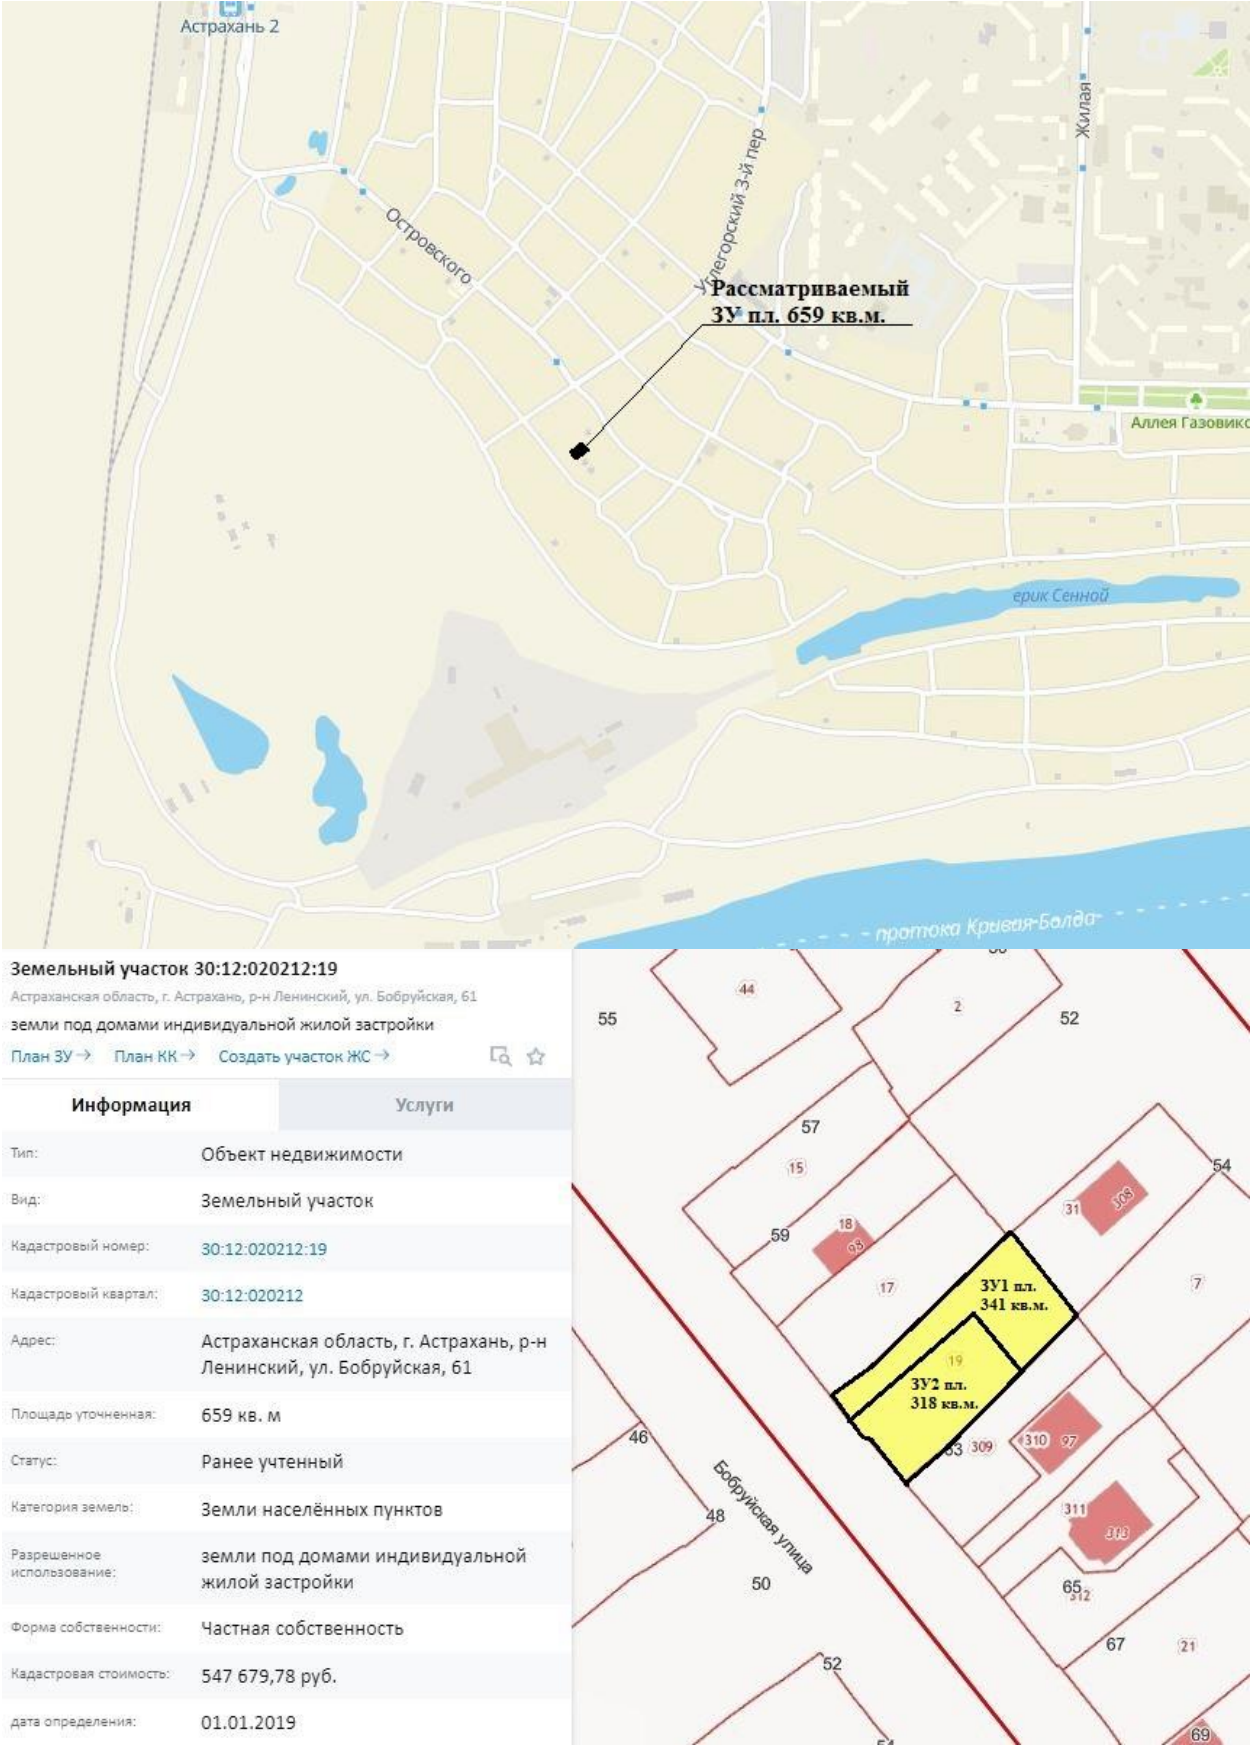 Астрахань 2
Жилая
Углегорский 3-й пер
Островского
Рассматриваемый
ЗУ пл. 659 кв.м.
Аллея Газовико
ерик Сенной
протока Кривая Болда
Земельный участок 30:12:020212:19
Астраханская область, г. Астрахань, р-н Ленинский, ул. Бобруйская, 61
земли под домами индивидуальной жилой застройки
План ЗУ → План КК → Создать участок ЖС →
Информация Услуги
Тип: Объект недвижимости
Вид: Земельный участок
Кадастровый номер: 30:12:020212:19
Кадастровый квартал: 30:12:020212
Адрес: Астраханская область, г. Астрахань, р-н
Ленинский, ул. Бобруйская, 61
Площадь уточненная: 659 кв. м
Статус: Ранее учтенный
Категория земель: Земли населённых пунктов
Разрешенное
использование:
земли под домами индивидуальной
жилой застройки
Форма собственности: Частная собственность
Кадастровая стоимость: 547 679,78 руб.
дата определения: 01.01.2019
44
2
55
52
57
15
54
31
308
18
59
98
17
7
ЗУ1 пл.
341 кв.м.
19
ЗУ2 пл.
318 кв.м.
46
309
310
97
48
Бобруйская улица
311
313
50
65
312
67
21
52
69